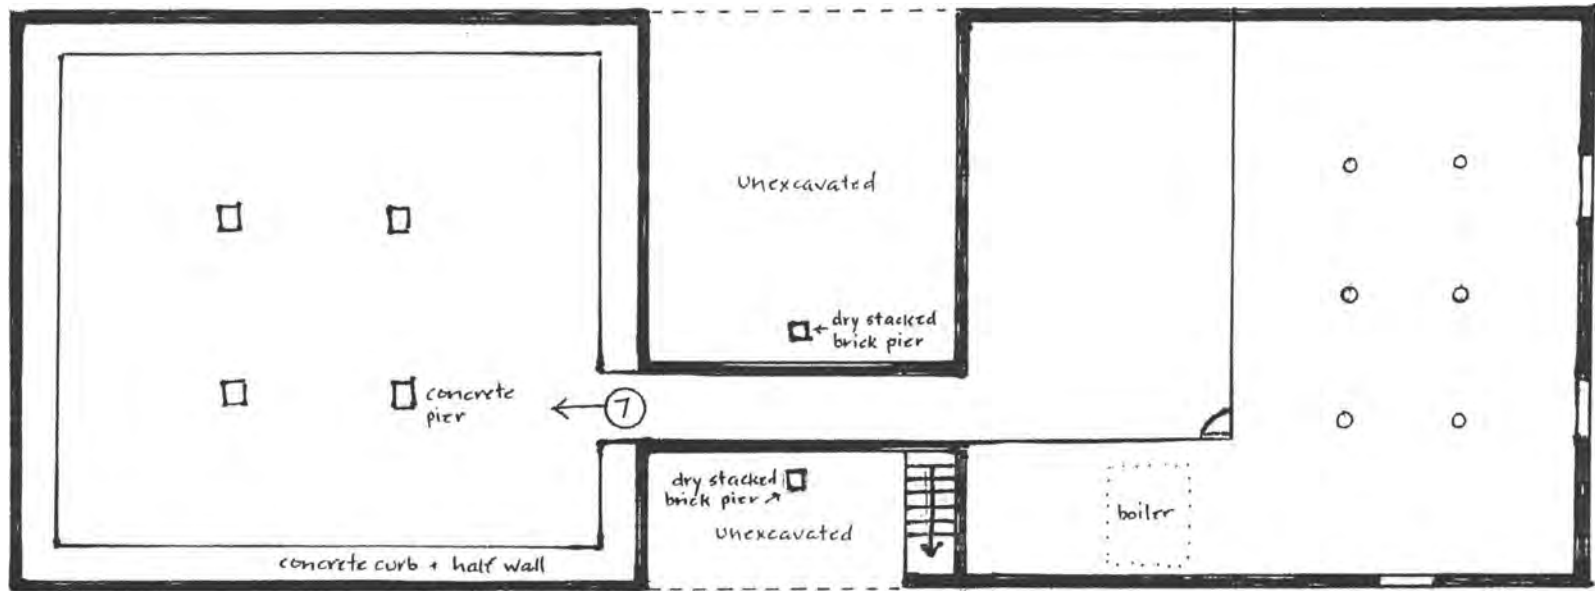 unexcavated
dry stacked
brick pier
concrete
pier
7
dry stacked
brick pier
unexcavated
boiler
concrete curb + half wall